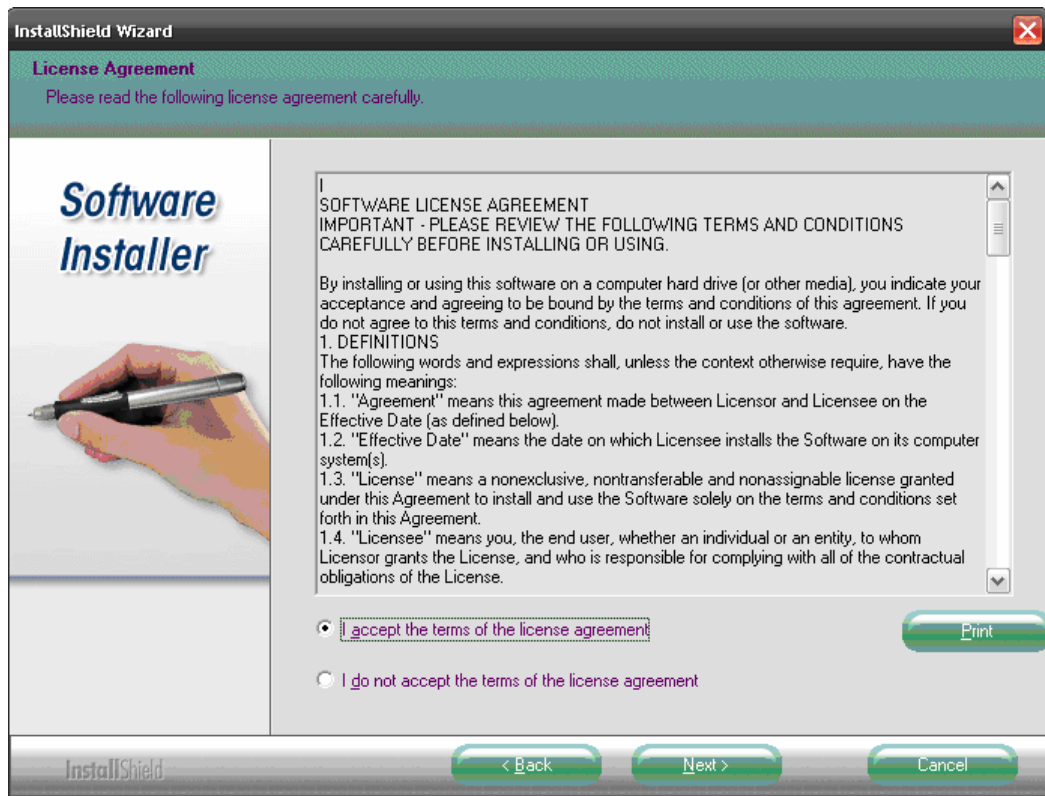 InstallShield Wizard
License Agreement
Please read the following license agreement carefully.
Software
Installer
SOFTWARE LICENSE AGREEMENT
IMPORTANT - PLEASE REVIEW THE FOLLOWING TERMS AND CONDITIONS
CAREFULLY BEFORE INSTALLING OR USING.
By installing or using this software on a computer hard drive (or other media), you indicate your
acceptance and agreeing to be bound by the terms and conditions of this agreement. If you
do not agree to this terms and conditions, do not install or use the software.
1. DEFINITIONS
The following words and expressions shall, unless the context otherwise require, have the
following meanings:
1.1. "Agreement" means this agreement made between Licensor and Licensee on the
Effective Date (as defined below).
1.2. "Effective Date" means the date on which Licensee installs the Software on its computer
system(s).
1.3. "License" means a nonexclusive, nontransferable and nonassignable license granted
under this Agreement to install and use the Software solely on the terms and conditions set
forth in this Agreement.
1.4. "Licensee" means you, the end user, whether an individual or an entity, to whom
Licensor grants the License, and who is responsible for complying with all of the contractual
obligations of the License.
I accept the terms of the license agreement
Print
I do not accept the terms of the license agreement
InstallShield
< Back
Next >
Cancel